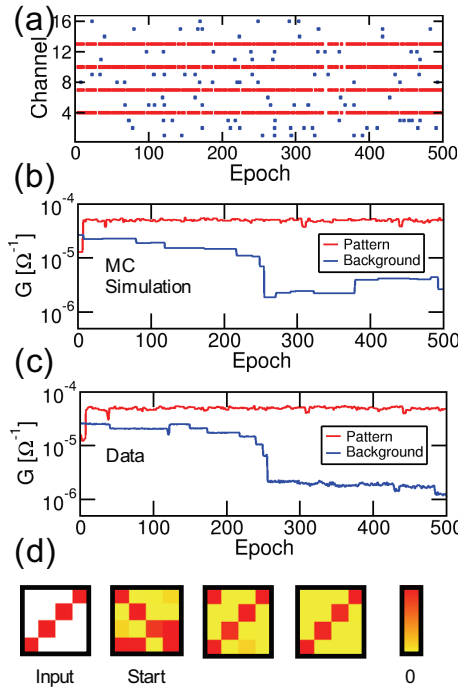 (a)
16
12
8
4
Channel
0 100 200 300 400 500
Epoch
(b)
10⁻⁴
10⁻⁵
10⁻⁶
G [Ω⁻¹]
Pattern
Background
MC
Simulation
0 100 200 300 400 500
Epoch
(c)
10⁻⁴
10⁻⁵
10⁻⁶
G [Ω⁻¹]
Pattern
Background
Data
0 100 200 300 400 500
Epoch
(d)
Input Start 0